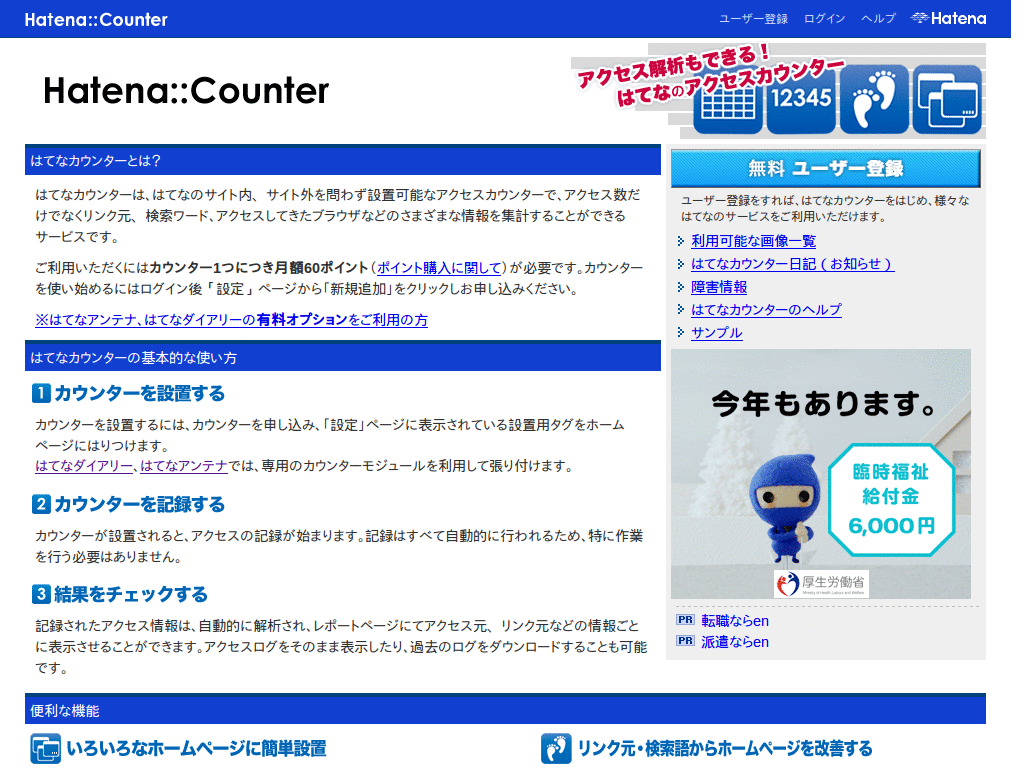 Hatena::Counter
ユーザー登録 ログイン ヘルプ Hatena
Hatena::Counter
アクセス解析もできる！
はてなのアクセスカウンター
12345
はてなカウンターとは？
はてなカウンターは、はてなのサイト内、サイト外を問わず設置可能なアクセスカウンターで、アクセス数だ
けでなくリンク元、検索ワード、アクセスしてきたブラウザなどのさまざまな情報を集計することができる
サービスです。
ご利用いただくにはカウンター1つにつき月額60ポイント（ポイント購入に関して）が必要です。カウンター
を使い始めるにはログイン後「設定」ページから「新規追加」をクリックしお申し込みください。
※はてなアンテナ、はてなダイアリーの有料オプションをご利用の方
はてなカウンターの基本的な使い方
1 カウンターを設置する
カウンターを設置するには、カウンターを申し込み、「設定」ページに表示されている設置用タグをホーム
ページにはりつけます。
はてなダイアリー、はてなアンテナでは、専用のカウンターモジュールを利用して張り付けます。
2 カウンターを記録する
カウンターが設置されると、アクセスの記録が始まります。記録はすべて自動的に行われるため、特に作業
を行う必要はありません。
3 結果をチェックする
記録されたアクセス情報は、自動的に解析され、レポートページにてアクセス元、リンク元などの情報ごと
に表示させることができます。アクセスログをそのまま表示したり、過去のログをダウンロードすることも可能
です。
無料 ユーザー登録
ユーザー登録をすれば、はてなカウンターをはじめ、様々な
はてなのサービスをご利用いただけます。
利用可能な画像一覧
はてなカウンター日記（お知らせ）
障害情報
はてなカウンターのヘルプ
サンプル
今年もあります。
臨時福祉
給付金
6,000円
厚生労働省
Ministry of Health, Labour and Welfare
PR 転職ならen
PR 派遣ならen
便利な機能
いろいろなホームページに簡単設置
リンク元・検索語からホームページを改善する